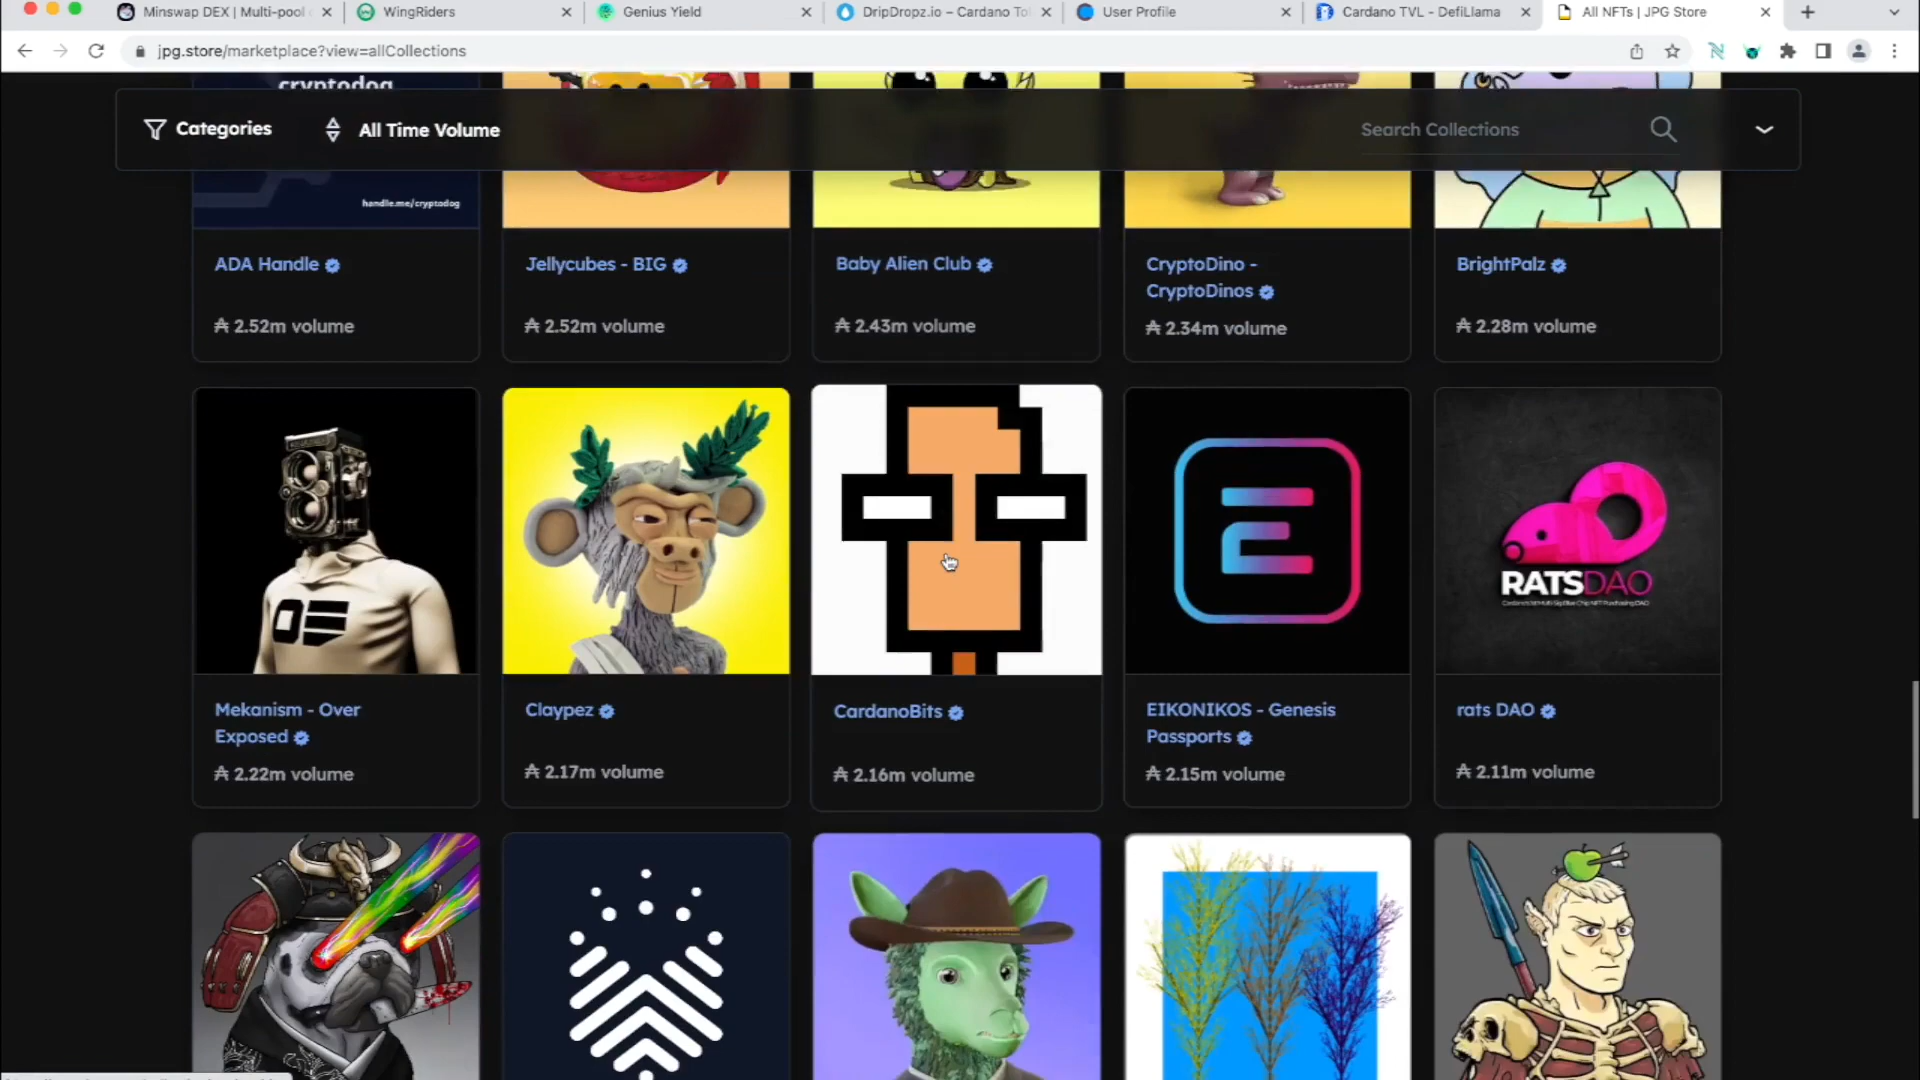 Minswap DEX | Multi-pool
WingRiders
Genius Yield
DripDropz.io – Cardano To
User Profile
Cardano TVL - DefiLlama
All NFTs | JPG Store
jpg.store/marketplace?view=allCollections
cryptodog
Categories
All Time Volume
Search Collections
handle.me/cryptodog
ADA Handle
Jellycubes - BIG
Baby Alien Club
CryptoDino -
CryptoDinos
BrightPalz
₳ 2.52m volume
₳ 2.52m volume
₳ 2.43m volume
₳ 2.34m volume
₳ 2.28m volume
OE
RATSDAO
Mekanism - Over
Exposed
Claypez
CardanoBits
EIKONIKOS - Genesis
Passports
rats DAO
₳ 2.22m volume
₳ 2.17m volume
₳ 2.16m volume
₳ 2.15m volume
₳ 2.11m volume